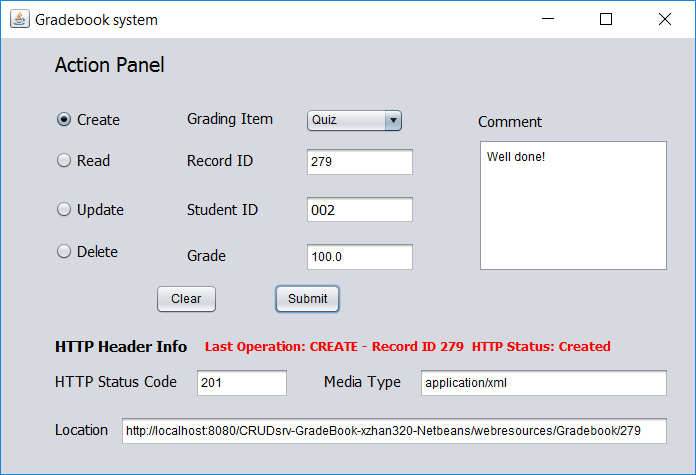 Gradebook system
Action Panel
Create Grading Item Quiz Comment
Read Record ID 279 Well done!
Update Student ID 002
Delete Grade 100.0
Clear Submit
HTTP Header Info Last Operation: CREATE - Record ID 279 HTTP Status: Created
HTTP Status Code 201 Media Type application/xml
Location http://localhost:8080/CRUDsrv-GradeBook-xzhan320-Netbeans/webresources/Gradebook/279